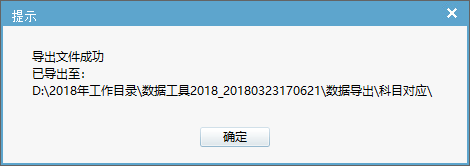 提示
导出文件成功
已导出至：
D:\2018年工作目录\数据工具2018_20180323170621\数据导出\科目对应\
确定